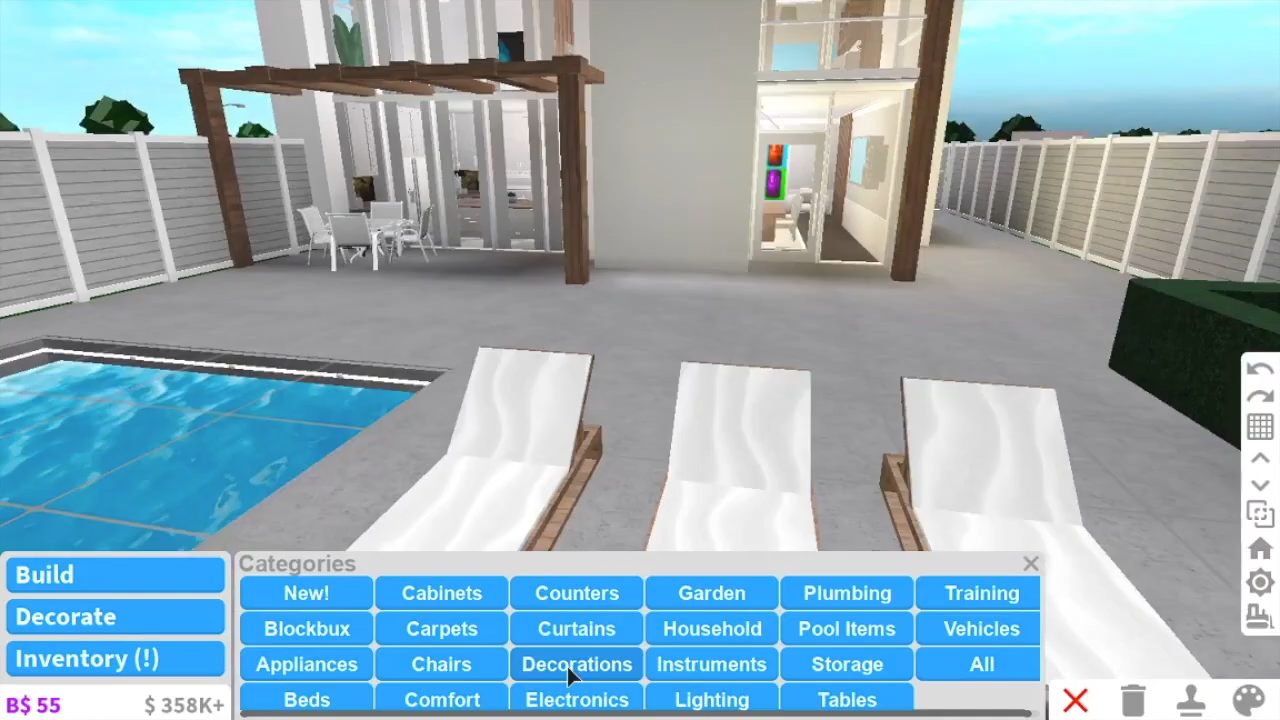 Build
Decorate
Inventory (!)
B$ 55
$ 358K+
Categories
New! Cabinets Counters Garden Plumbing Training
Blockbux Carpets Curtains Household Pool Items Vehicles
Appliances Chairs Decorations Instruments Storage All
Beds Comfort Electronics Lighting Tables